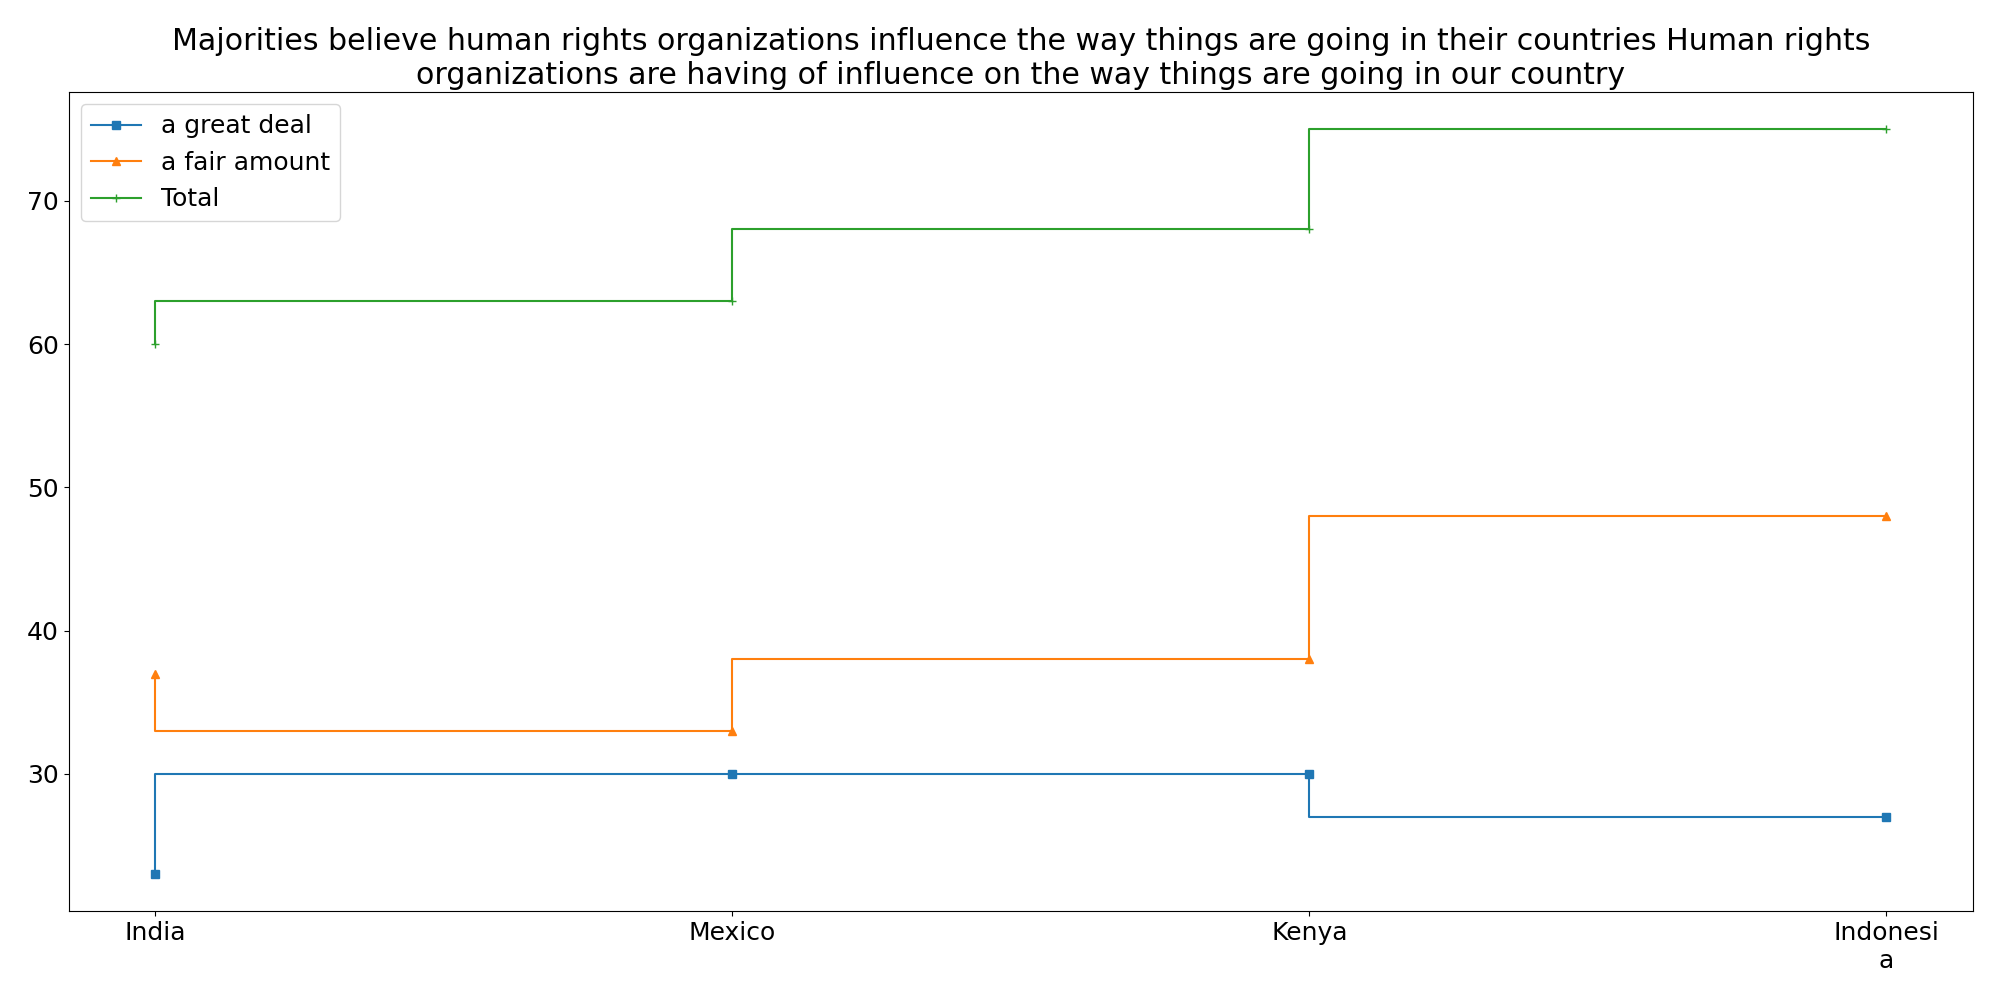 Majorities believe human rights organizations influence the way things are going in their countries Human rights
organizations are having of influence on the way things are going in our country
a great deal
a fair amount
Total
70
60
50
40
30
India
Mexico
Kenya
Indonesi
a